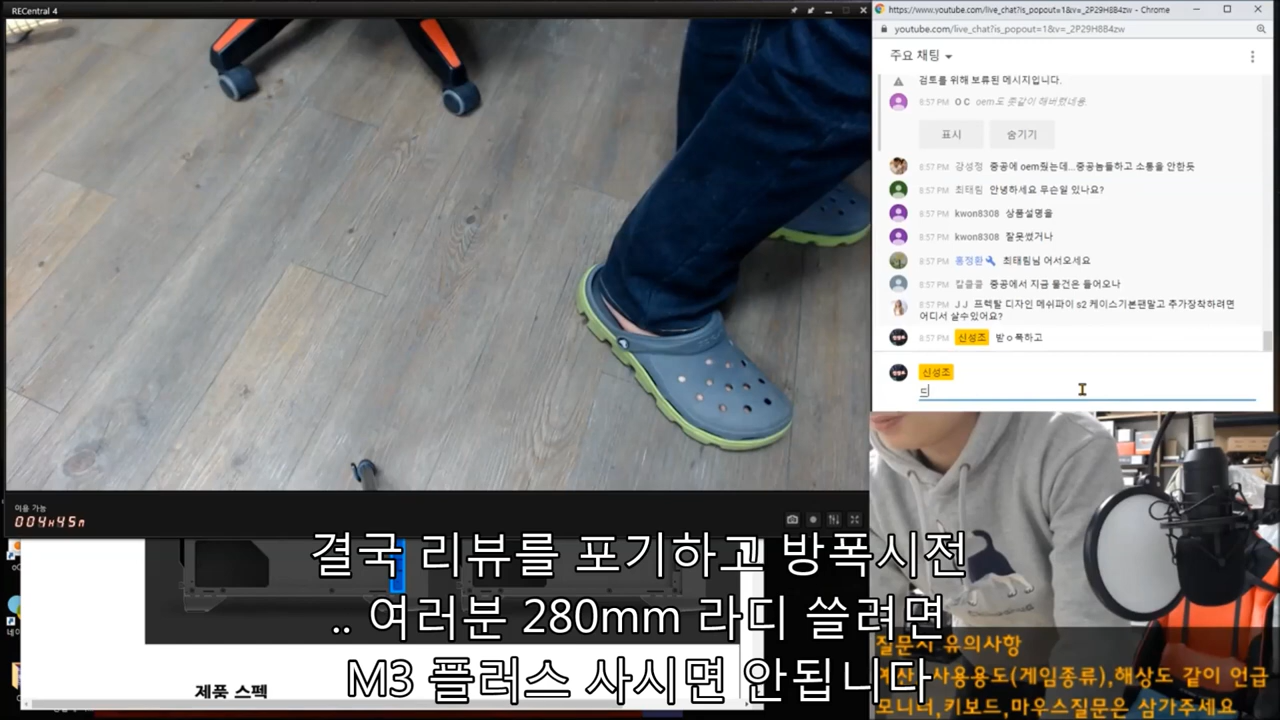 RECentral 4
이용 가능
004H45M
https://www.youtube.com/live_chat?is_popout=1&v=_2P29H8B4zw - Chrome
youtube.com/live_chat?is_popout=1&v=_2P29H8B4zw
주요 채팅
검토를 위해 보류된 메시지입니다.
8:57 PM O C oem도 좃같이 해버렸네용.
표시 숨기기
8:57 PM 강성정 중공에 oem줬는데...중공놈들하고 소통을 안한듯
8:57 PM 최태림 안녕하세요 무슨일 있나요?
8:57 PM kwon8308 상품설명을
8:57 PM kwon8308 잘못썼거나
8:57 PM 홍정환 최태림님 어서오세요
8:57 PM 칼클클 중공에서 지금 물건은 들어오나
8:57 PM J J 프렉탈 디자인 메쉬파이 s2 케이스기본팬말고 추가장착하려면
어디서 살수있어요?
8:57 PM 신성조 받ㅇ폭하고
신성조
드
결국 리뷰를 포기하고 방폭시전
.. 여러분 280mm 라디 쓸려면
M3 플러스 사시면 안됩니다
제품 스펙
질문시 유의사항
예산, 사용용도(게임종류),해상도 같이 언급
모니터,키보드,마우스질문은 삼가주세요